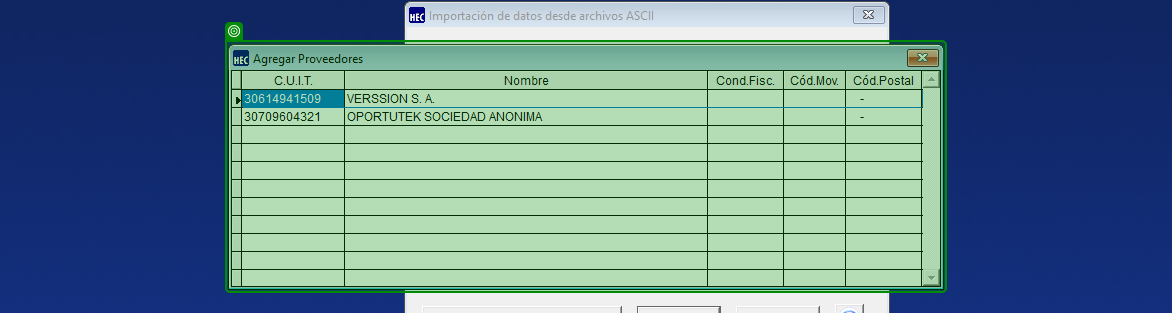 HEC Importación de datos desde archivos ASCII
HEC Agregar Proveedores
C.U.I.T. Nombre Cond.Fisc. Cód.Mov. Cód.Postal
30614941509 VERSSION S. A. -
30709604321 OPORTUTEK SOCIEDAD ANONIMA -